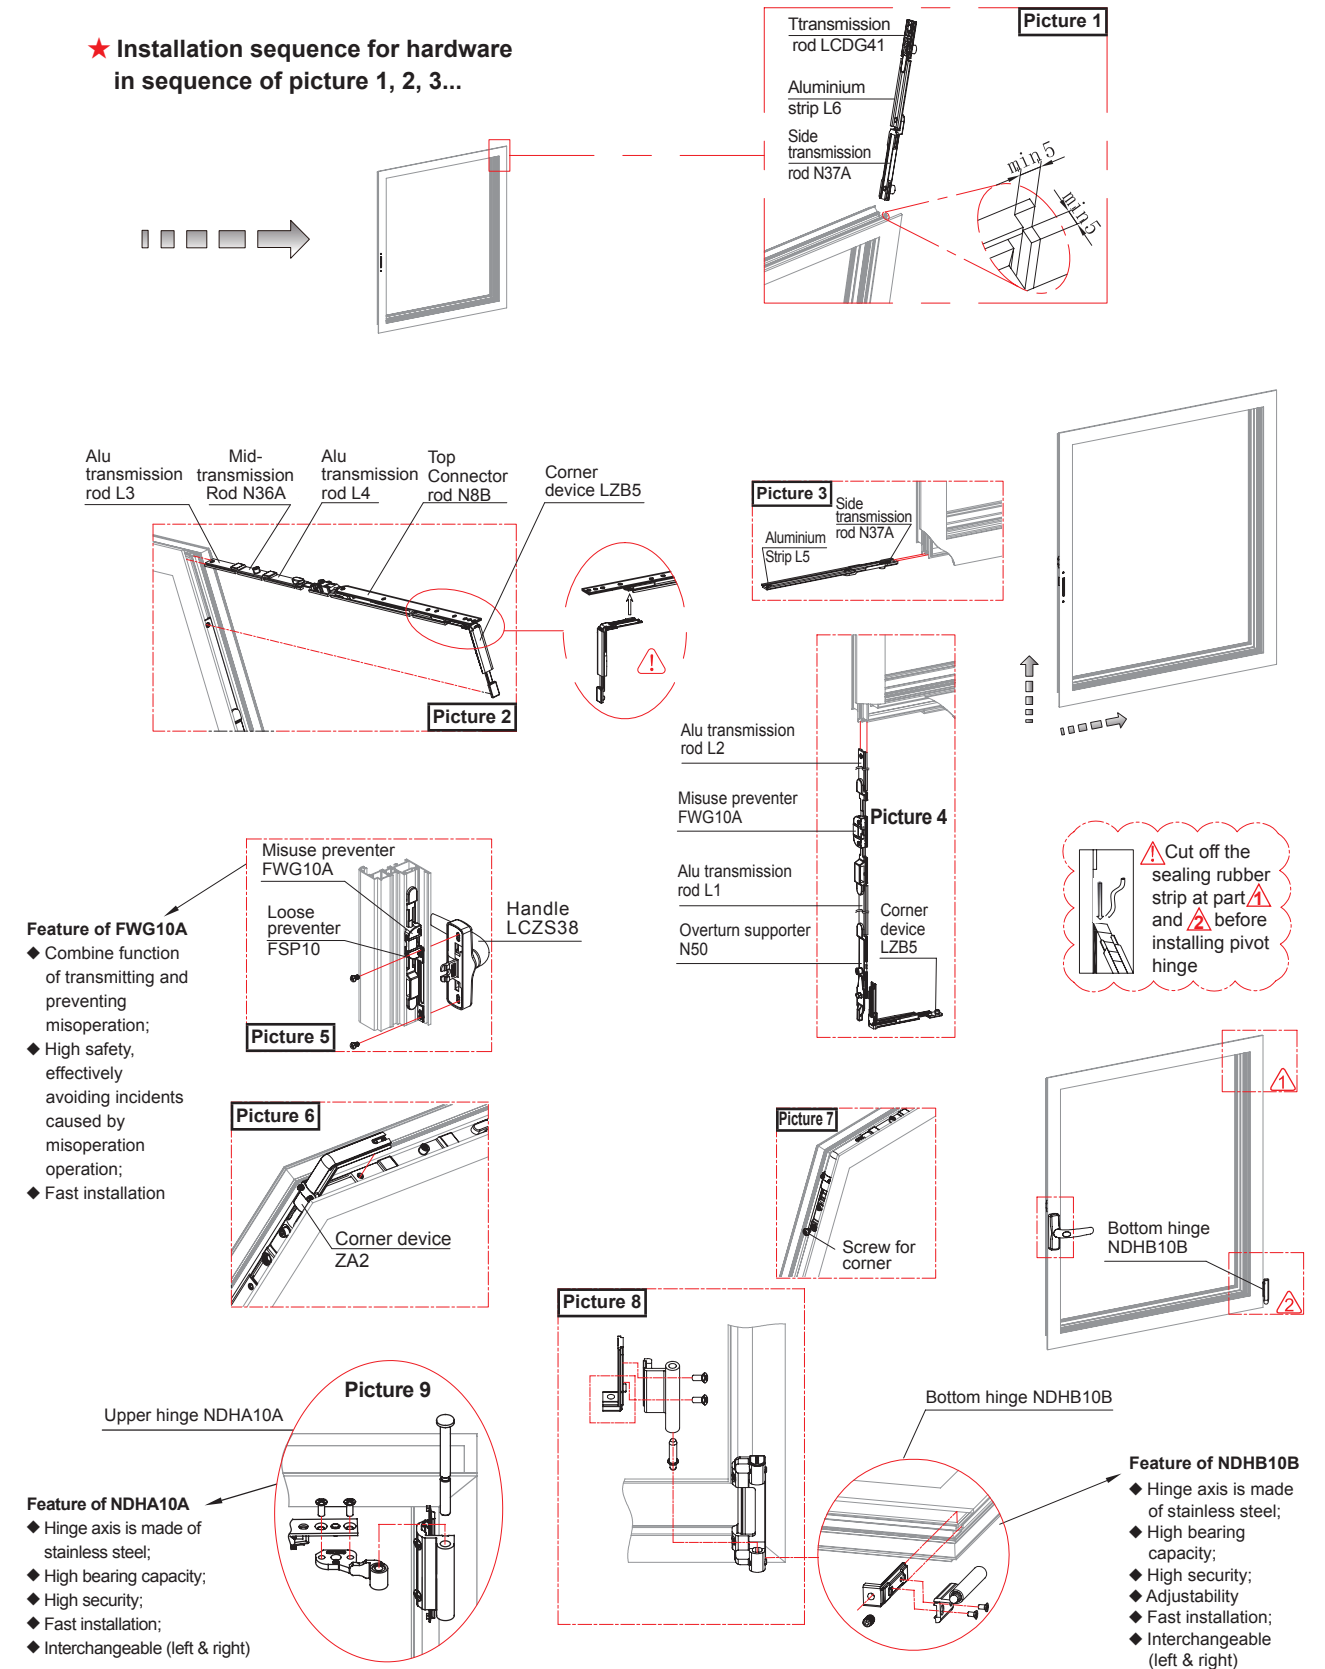 ★ Installation sequence for hardware
in sequence of picture 1, 2, 3...
Picture 1
Ttransmission
rod LCDG41
Aluminium
strip L6
Side
transmission
rod N37A
min5
min5
Alu
transmission
rod L3
Mid-
transmission
Rod N36A
Alu
transmission
rod L4
Top
Connector
rod N8B
Corner
device LZB5
Picture 2
Picture 3
Side
transmission
rod N37A
Aluminium
Strip L5
Alu transmission
rod L2
Misuse preventer
FWG10A
Picture 4
Alu transmission
rod L1
Overturn supporter
N50
Corner
device
LZB5
Misuse preventer
FWG10A
Loose
preventer
FSP10
Handle
LCZS38
Picture 5
Feature of FWG10A
◆ Combine function
of transmitting and
preventing
misoperation;
◆ High safety,
effectively
avoiding incidents
caused by
misoperation
operation;
◆ Fast installation
! Cut off the
sealing rubber
strip at part 1
and 2 before
installing pivot
hinge
Picture 6
Corner device
ZA2
Picture 7
Screw for
corner
1
Bottom hinge
NDHB10B
2
Picture 8
Picture 9
Upper hinge NDHA10A
Feature of NDHA10A
◆ Hinge axis is made of
stainless steel;
◆ High bearing capacity;
◆ High security;
◆ Fast installation;
◆ Interchangeable (left & right)
Bottom hinge NDHB10B
Feature of NDHB10B
◆ Hinge axis is made
of stainless steel;
◆ High bearing
capacity;
◆ High security;
◆ Adjustability
◆ Fast installation;
◆ Interchangeable
(left & right)